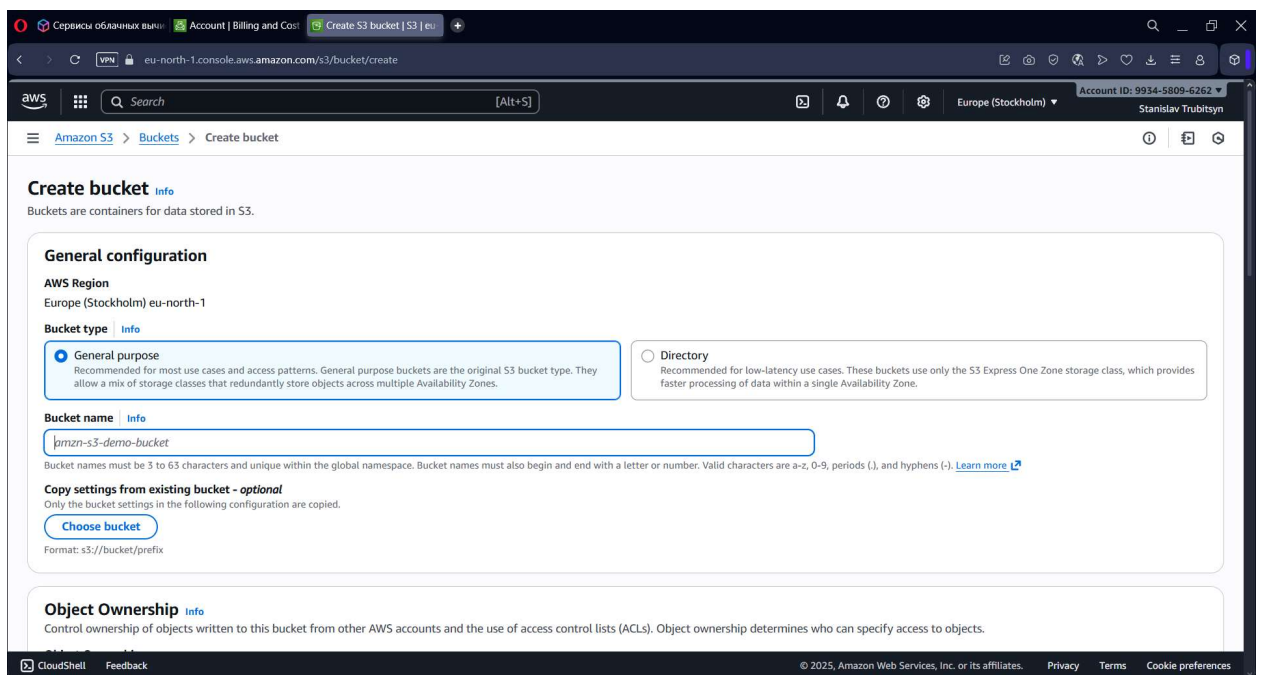 Сервисы облачных вычи
Account | Billing and Cost
Create S3 bucket | S3 | eu-
VPN
eu-north-1.console.aws.amazon.com/s3/bucket/create
aws
Search
[Alt+S]
Europe (Stockholm)
Account ID: 9934-5809-6262
Stanislav Trubitsyn
Amazon S3 > Buckets > Create bucket
Create bucket Info
Buckets are containers for data stored in S3.
General configuration
AWS Region
Europe (Stockholm) eu-north-1
Bucket type Info
General purpose
Recommended for most use cases and access patterns. General purpose buckets are the original S3 bucket type. They
allow a mix of storage classes that redundantly store objects across multiple Availability Zones.
Directory
Recommended for low-latency use cases. These buckets use only the S3 Express One Zone storage class, which provides
faster processing of data within a single Availability Zone.
Bucket name Info
amzn-s3-demo-bucket
Bucket names must be 3 to 63 characters and unique within the global namespace. Bucket names must also begin and end with a letter or number. Valid characters are a-z, 0-9, periods (.), and hyphens (-). Learn more
Copy settings from existing bucket - optional
Only the bucket settings in the following configuration are copied.
Choose bucket
Format: s3://bucket/prefix
Object Ownership Info
Control ownership of objects written to this bucket from other AWS accounts and the use of access control lists (ACLs). Object ownership determines who can specify access to objects.
CloudShell Feedback
© 2025, Amazon Web Services, Inc. or its affiliates. Privacy Terms Cookie preferences